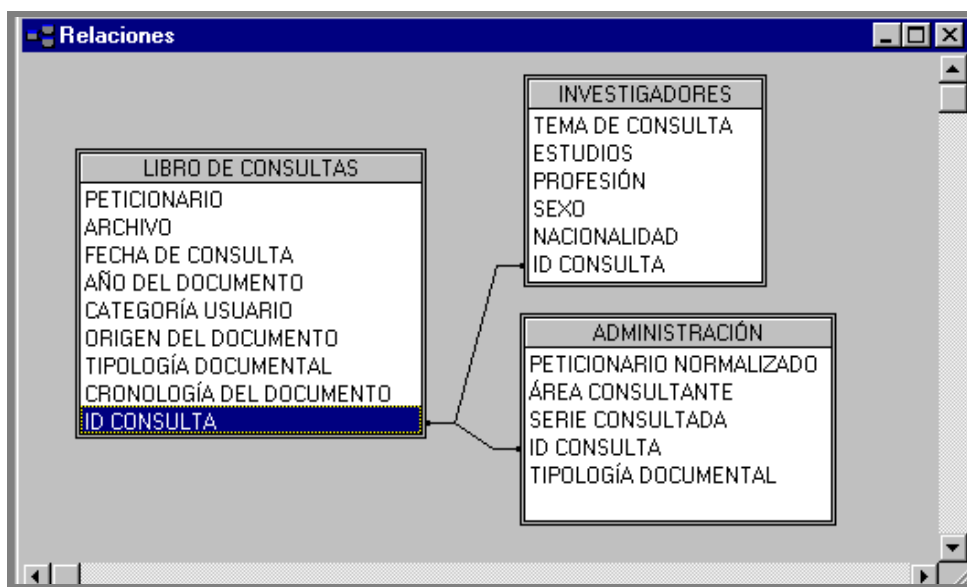 Relaciones
LIBRO DE CONSULTAS
PETICIONARIO
ARCHIVO
FECHA DE CONSULTA
AÑO DEL DOCUMENTO
CATEGORÍA USUARIO
ORIGEN DEL DOCUMENTO
TIPOLOGÍA DOCUMENTAL
CRONOLOGÍA DEL DOCUMENTO
ID CONSULTA
INVESTIGADORES
TEMA DE CONSULTA
ESTUDIOS
PROFESIÓN
SEXO
NACIONALIDAD
ID CONSULTA
ADMINISTRACIÓN
PETICIONARIO NORMALIZADO
ÁREA CONSULTANTE
SERIE CONSULTADA
ID CONSULTA
TIPOLOGÍA DOCUMENTAL